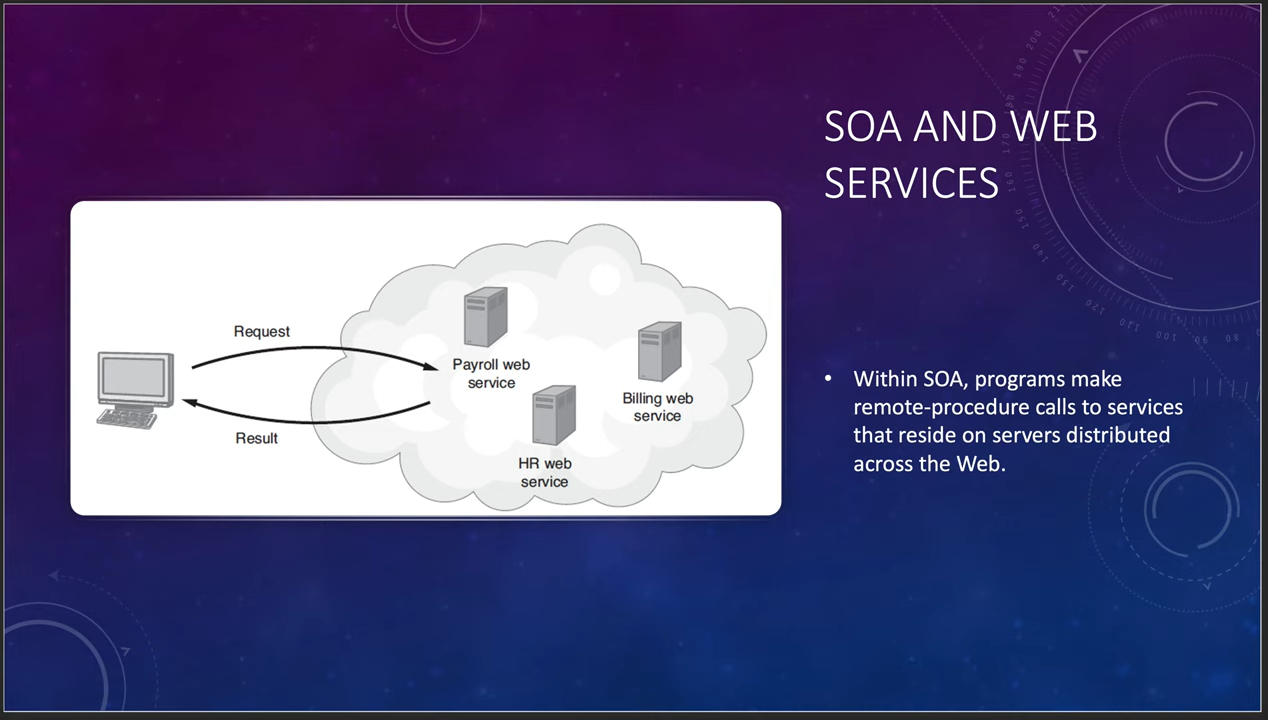 SOA AND WEB
SERVICES
Request
Result
Payroll web
service
Billing web
service
HR web
service
• Within SOA, programs make
remote-procedure calls to services
that reside on servers distributed
across the Web.